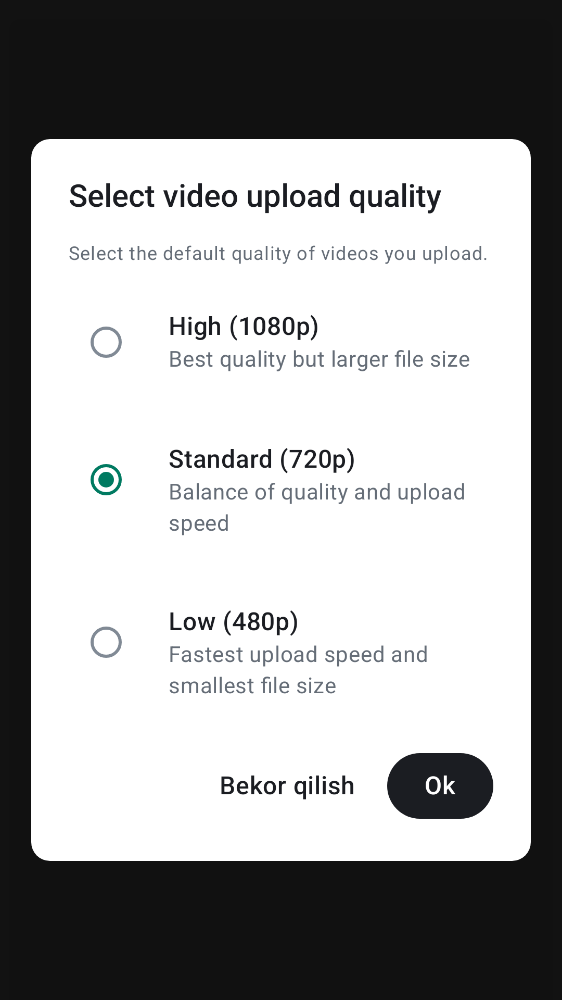 Select video upload quality
Select the default quality of videos you upload.
High (1080p)
Best quality but larger file size
Standard (720p)
Balance of quality and upload
speed
Low (480p)
Fastest upload speed and
smallest file size
Bekor qilish
Ok